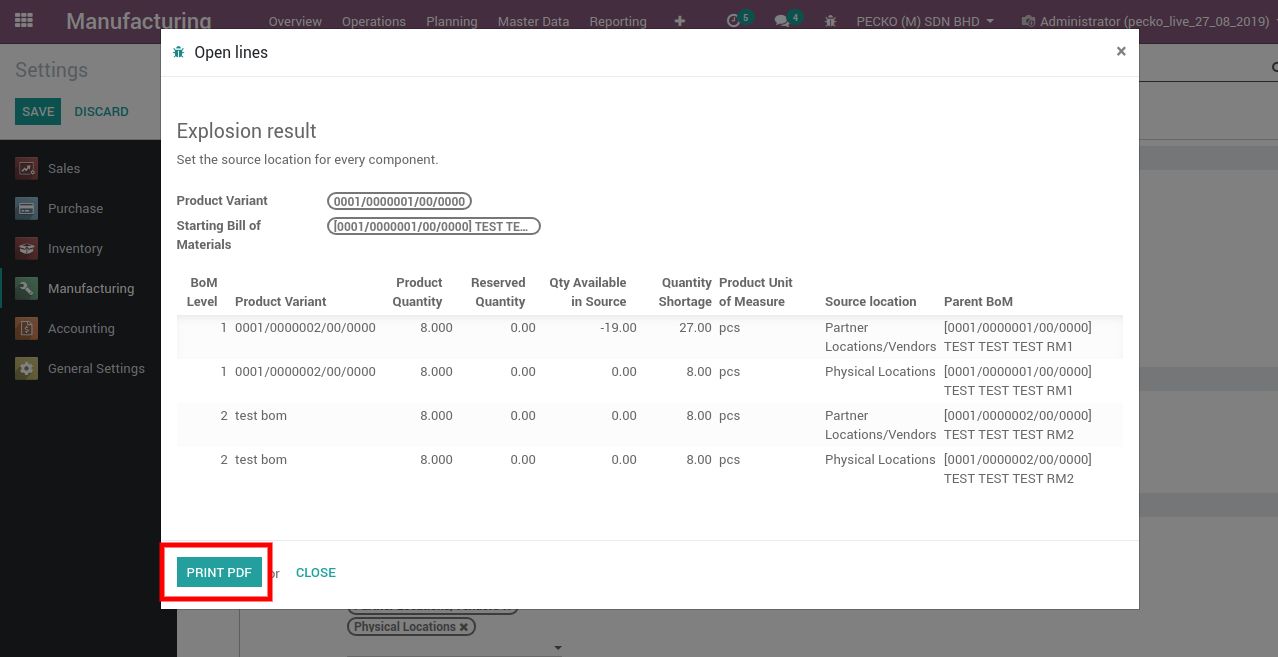 Manufacturing Overview Operations Planning Master Data Reporting + 5 4 PECKO (M) SDN BHD Administrator (pecko_live_27_08_2019)
Settings
SAVE DISCARD
Sales
Purchase
Inventory
Manufacturing
Accounting
General Settings
Open lines ×
Explosion result
Set the source location for every component.
Product Variant 0001/0000001/00/0000
Starting Bill of [0001/0000001/00/0000] TEST TE...
Materials
BoM Product Reserved Qty Available Quantity Product Unit
Level Product Variant Quantity Quantity in Source Shortage of Measure Source location Parent BoM
1 0001/0000002/00/0000 8.000 0.00 -19.00 27.00 pcs Partner [0001/0000001/00/0000]
Locations/Vendors TEST TEST TEST RM1
1 0001/0000002/00/0000 8.000 0.00 0.00 8.00 pcs Physical Locations [0001/0000001/00/0000]
TEST TEST TEST RM1
2 test bom 8.000 0.00 0.00 8.00 pcs Partner [0001/0000002/00/0000]
Locations/Vendors TEST TEST TEST RM2
2 test bom 8.000 0.00 0.00 8.00 pcs Physical Locations [0001/0000002/00/0000]
TEST TEST TEST RM2
PRINT PDF or CLOSE
Physical Locations ×